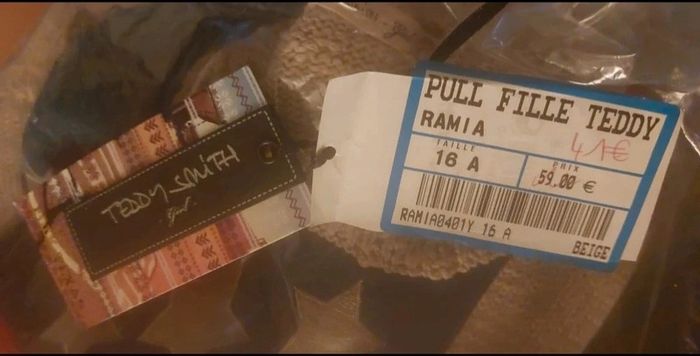 TEDDY SMITH
girl
PULL FILLE TEDDY
RAMIA
41€
TAILLE
16 A
PRIX
59.00 €
RAMIA0401Y 16 A
BEIGE